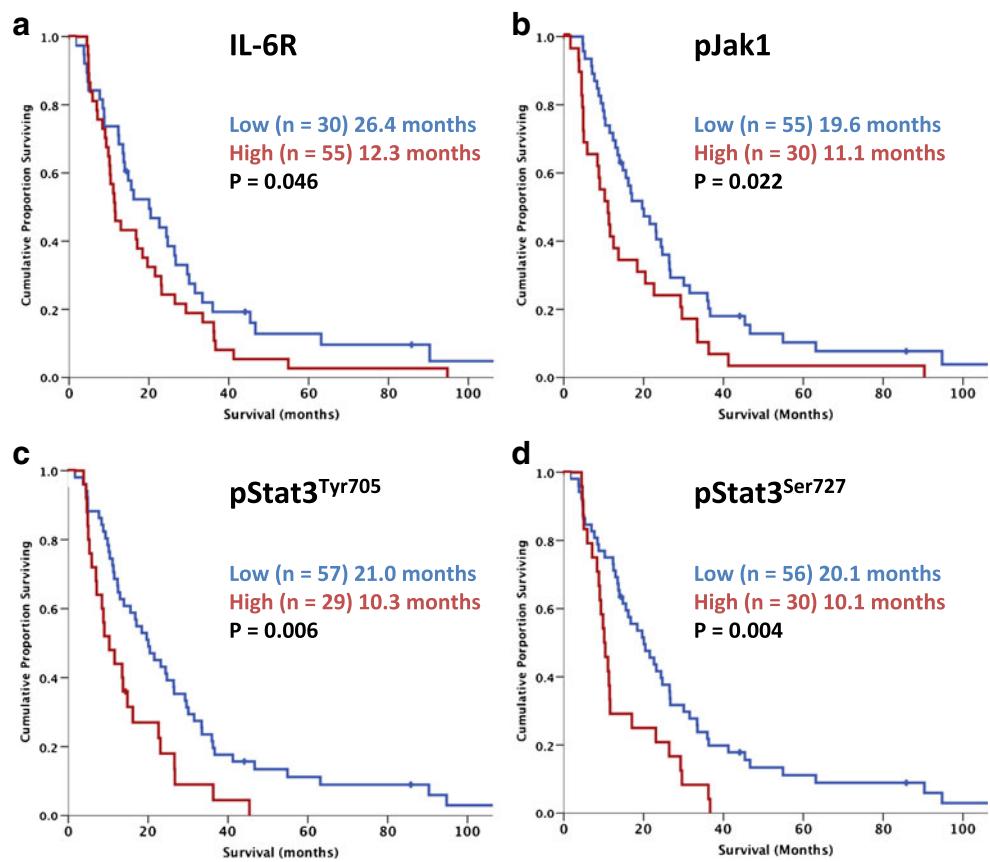 a
IL-6R
Low (n = 30) 26.4 months
High (n = 55) 12.3 months
P = 0.046
Cumulative Proportion Surviving
1.0
0.8
0.6
0.4
0.2
0.0
0 20 40 60 80 100
Survival (months)
b
pJak1
Low (n = 55) 19.6 months
High (n = 30) 11.1 months
P = 0.022
Cumulative Proportion Surviving
1.0
0.8
0.6
0.4
0.2
0.0
0 20 40 60 80 100
Survival (Months)
c
pStat3Tyr705
Low (n = 57) 21.0 months
High (n = 29) 10.3 months
P = 0.006
Cumulative Proportion Surviving
1.0
0.8
0.6
0.4
0.2
0.0
0 20 40 60 80 100
Survival (months)
d
pStat3Ser727
Low (n = 56) 20.1 months
High (n = 30) 10.1 months
P = 0.004
Cumulative Porportion Surviving
1.0
0.8
0.6
0.4
0.2
0.0
0 20 40 60 80 100
Survival (Months)